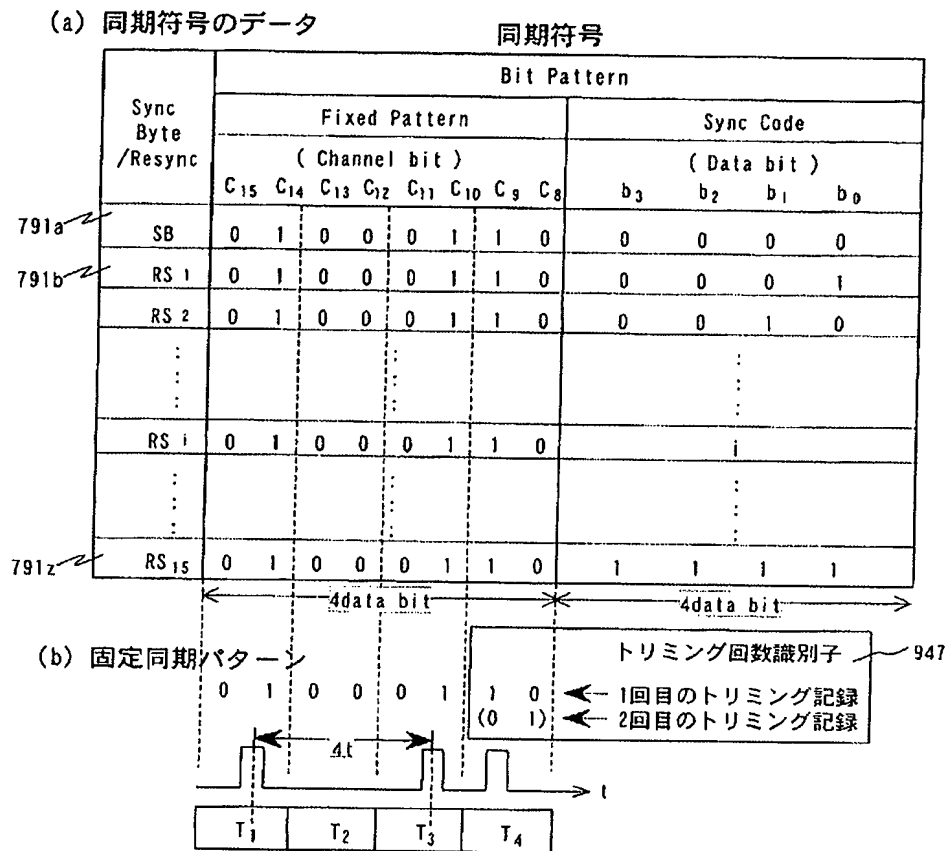 (a) 同期符号のデータ
同期符号
Sync Byte /Resync
Bit Pattern
Fixed Pattern
Sync Code
( Channel bit )
( Data bit )
C15 C14 C13 C12 C11 C10 C9 C8 b3 b2 b1 b0
791a
SB 0 1 0 0 0 1 1 0 0 0 0 0
791b
RS 1 0 1 0 0 0 1 1 0 0 0 0 1
RS 2 0 1 0 0 0 1 1 0 0 0 1 0
RS i 0 1 0 0 0 1 1 0 i
791z
RS 15 0 1 0 0 0 1 1 0 1 1 1 1
4data bit 4data bit
(b) 固定同期パターン
トリミング回数識別子
947
0 1 0 0 0 1 1 0 1回目のトリミング記録
(0 1) 2回目のトリミング記録
4t
t
T1 T2 T3 T4